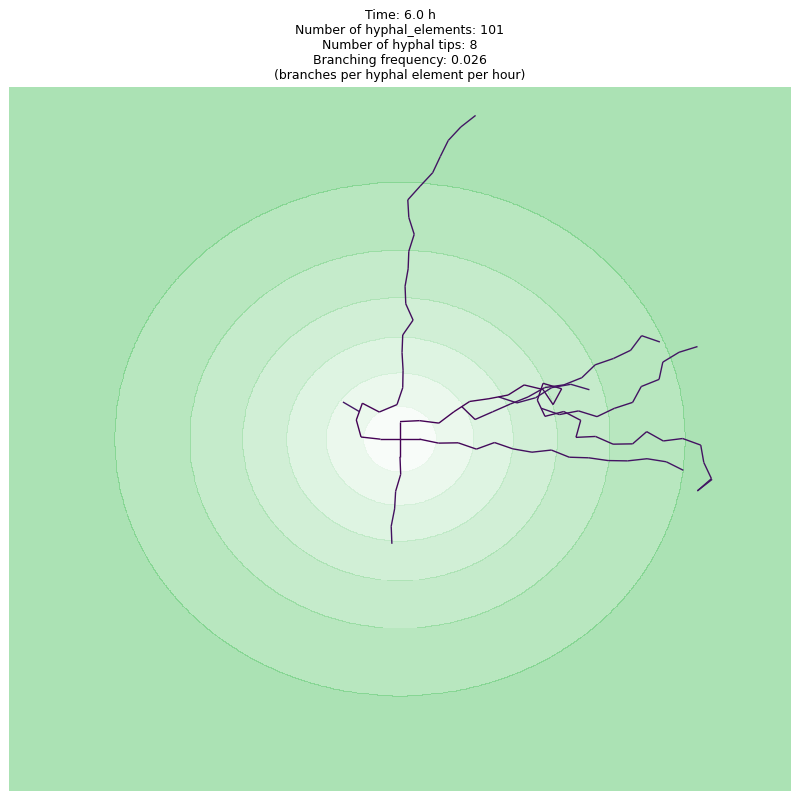 Time: 6.0 h
Number of hyphal_elements: 101
Number of hyphal tips: 8
Branching frequency: 0.026
(branches per hyphal element per hour)